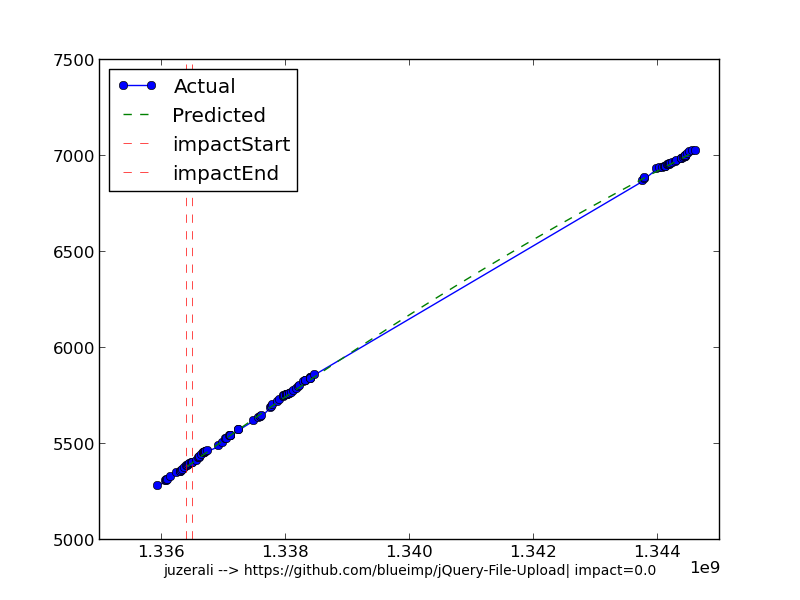 7500
7000
6500
6000
5500
5000
Actual
Predicted
impactStart
impactEnd
1.336 1.338 1.340 1.342 1.344
1e9
juzerali --> https://github.com/blueimp/jQuery-File-Upload| impact=0.0